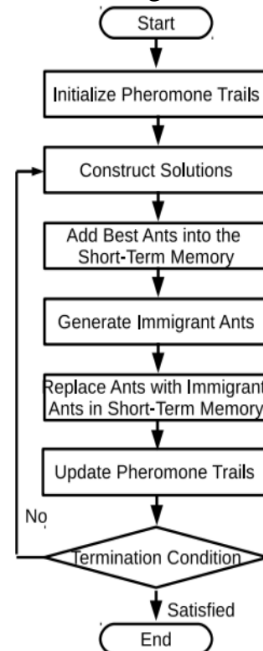 Start
Initialize Pheromone Trails
Construct Solutions
Add Best Ants into the
Short-Term Memory
Generate Immigrant Ants
Replace Ants with Immigrant
Ants in Short-Term Memory
Update Pheromone Trails
No
Termination Condition
Satisfied
End